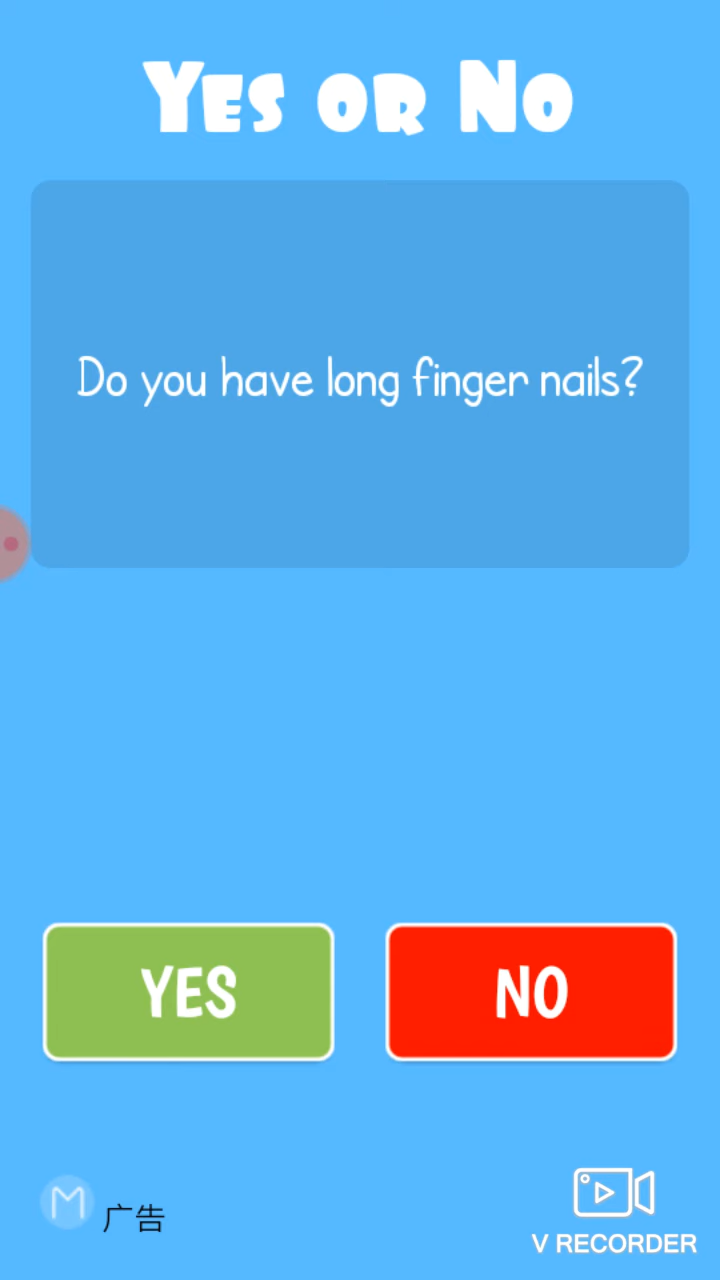 Yes or No
Do you have long finger nails?
YES
NO
M
广告
V RECORDER